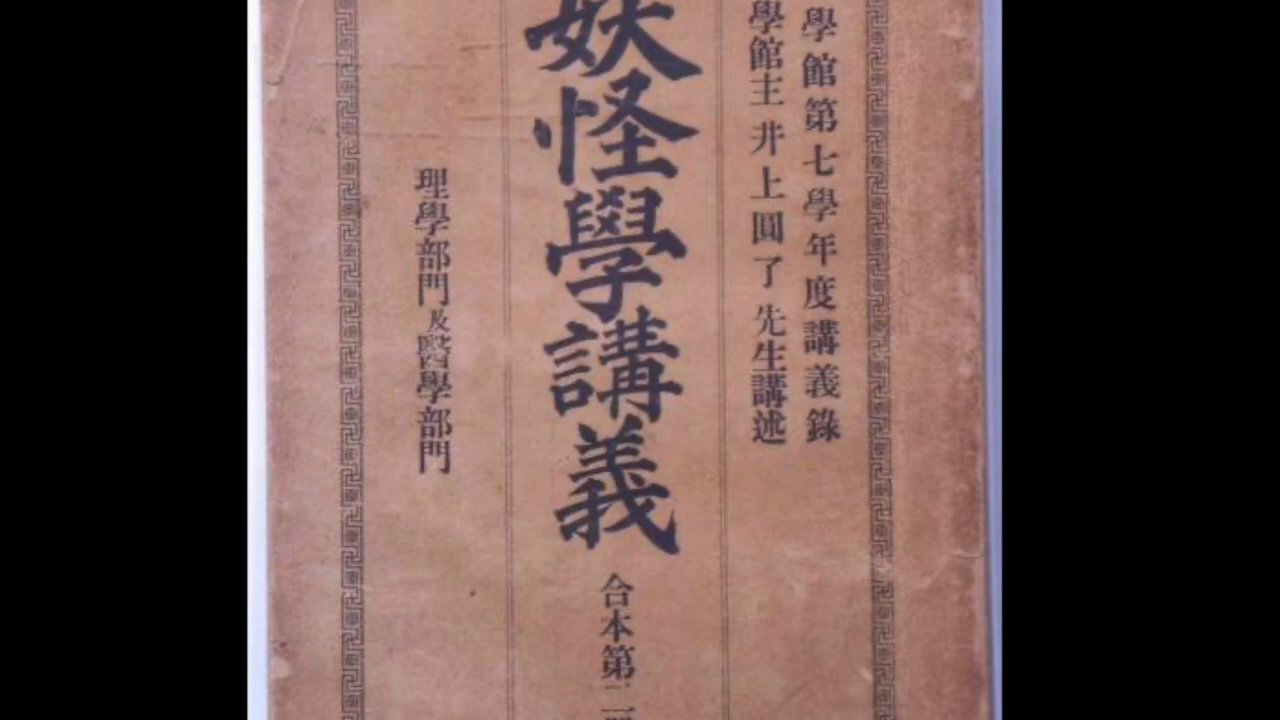 學館第七學年度講義錄
學館主井上圓了先生講述
妖怪學講義
合本第二
理學部門及醫學部門